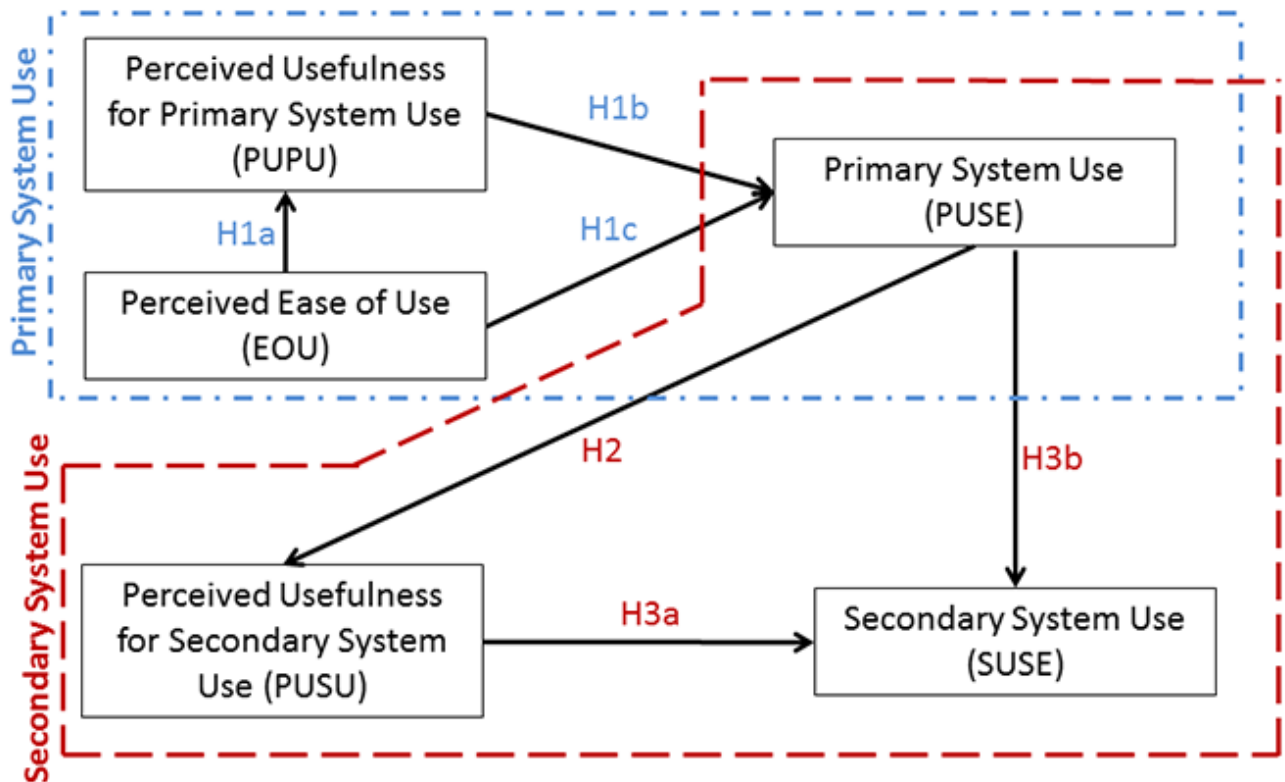 Primary System Use
Perceived Usefulness
for Primary System Use
(PUPU)
H1b
Primary System Use
(PUSE)
H1a
H1c
Perceived Ease of Use
(EOU)
Secondary System Use
H2
H3b
Perceived Usefulness
for Secondary System
Use (PUSU)
H3a
Secondary System Use
(SUSE)